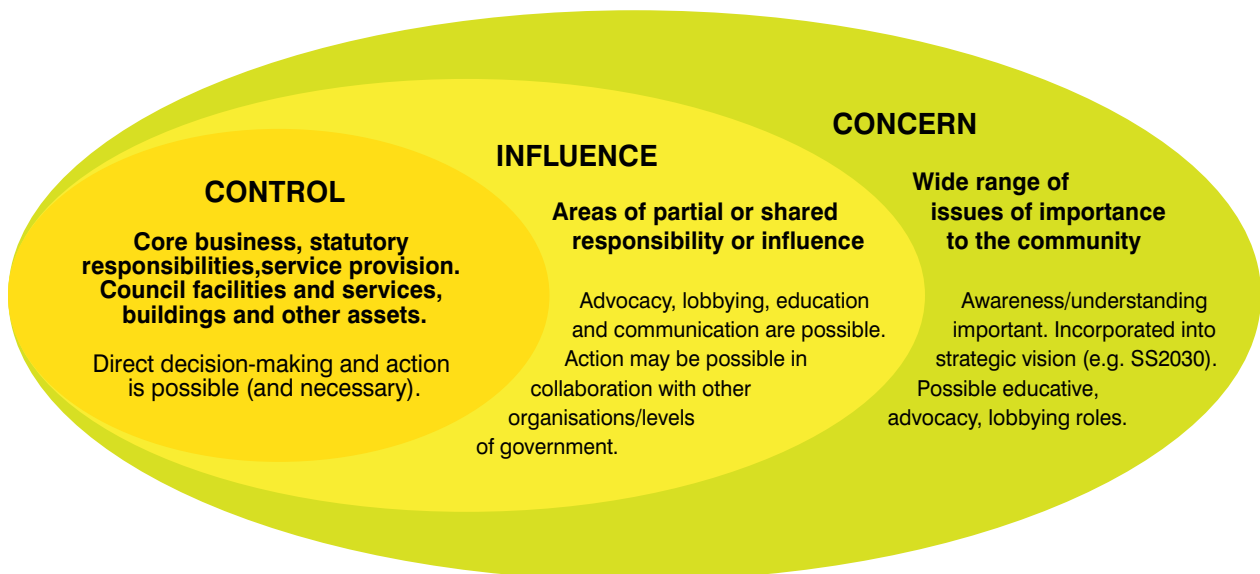 CONTROL
Core business, statutory
responsibilities,service provision.
Council facilities and services,
buildings and other assets.
Direct decision-making and action
is possible (and necessary).
INFLUENCE
Areas of partial or shared
responsibility or influence
Advocacy, lobbying, education
and communication are possible.
Action may be possible in
collaboration with other
organisations/levels
of government.
CONCERN
Wide range of
issues of importance
to the community
Awareness/understanding
important. Incorporated into
strategic vision (e.g. SS2030).
Possible educative,
advocacy, lobbying roles.